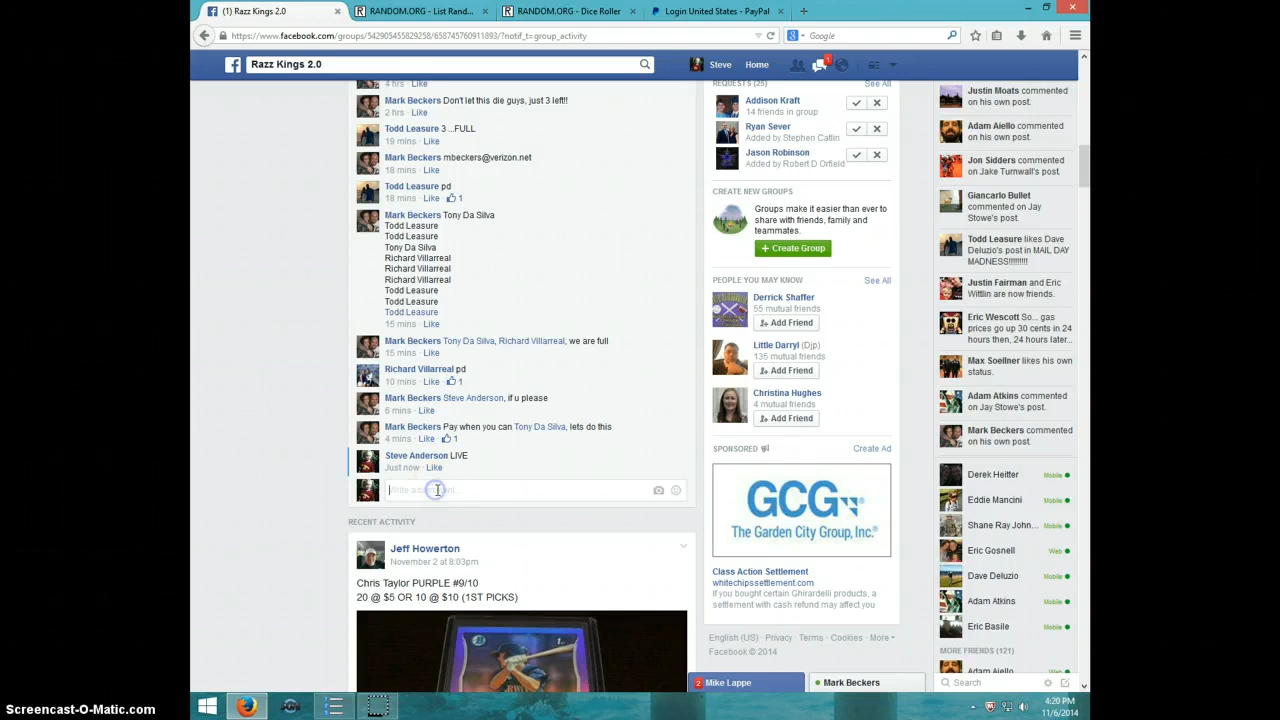 (1) Razz Kings 2.0
RANDOM.ORG - List Rand...
RANDOM.ORG - Dice Roller
Login United States - PayPal
https://www.facebook.com/groups/542905455829258/658745760911893/?notif_t=group_activity
Google
Razz Kings 2.0
Steve
Home
1
4 hrs · Like
Mark Beckers Don't let this die guys, just 3 left!!
2 hrs · Like
Todd Leasure 3 ...FULL
19 mins · Like
Mark Beckers mbeckers@verizon.net
18 mins · Like
Todd Leasure pd
18 mins · Like · 1
Mark Beckers Tony Da Silva
Todd Leasure
Todd Leasure
Tony Da Silva
Richard Villarreal
Richard Villarreal
Richard Villarreal
Todd Leasure
Todd Leasure
Todd Leasure
15 mins · Like
Mark Beckers Tony Da Silva, Richard Villarreal, we are full
15 mins · Like
Richard Villarreal pd
10 mins · Like · 1
Mark Beckers Steve Anderson, if u please
6 mins · Like
Mark Beckers Pay when you can Tony Da Silva, lets do this
4 mins · Like · 1
Steve Anderson LIVE
Just now · Like
Write a comment...
RECENT ACTIVITY
Jeff Howerton
November 2 at 8:03pm
Chris Taylor PURPLE #9/10
20 @ $5 OR 10 @ $10 (1ST PICKS)
REQUESTS (25)
See All
Addison Kraft
14 friends in group
Ryan Sever
Added by Stephen Catlin
Jason Robinson
Added by Robert D Orfield
CREATE NEW GROUPS
Groups make it easier than ever to
share with friends, family and
teammates.
+ Create Group
PEOPLE YOU MAY KNOW
See All
Derrick Shaffer
55 mutual friends
Add Friend
Little Darryl (Djp)
135 mutual friends
Add Friend
Christina Hughes
4 mutual friends
Add Friend
SPONSORED
Create Ad
GCG
The Garden City Group, Inc.
Class Action Settlement
whitechipssettlement.com
If you bought certain Ghirardelli products, a
settlement with cash refund may affect you
English (US) · Privacy · Terms · Cookies · More
Facebook © 2014
2 Mike Lappe
Mark Beckers
Justin Moats commented
on his own post.
Adam Aiello commented
on his own post.
Jon Sidders commented
on Jake Turnwall's post.
Giancarlo Bullet
commented on Jay
Stowe's post.
Todd Leasure likes Dave
Deluzio's post in MAIL DAY
MADNESS!!!!!!!!!
Justin Fairman and Eric
Wittlin are now friends.
Eric Wescott So... gas
prices go up 30 cents in 24
hours then, 24 hours later...
Max Soellner likes his own
status.
Adam Atkins commented
on Jay Stowe's post.
Mark Beckers commented
on his own post.
Derek Heitter Mobile
Eddie Mancini Mobile
Shane Ray John... Mobile
Eric Gosnell Web
Dave Deluzio Mobile
Adam Atkins Mobile
Eric Basile Mobile
MORE FRIENDS (121)
Adam Aiello Web
Search
4:20 PM
11/6/2014
Screencast-O-Matic.com